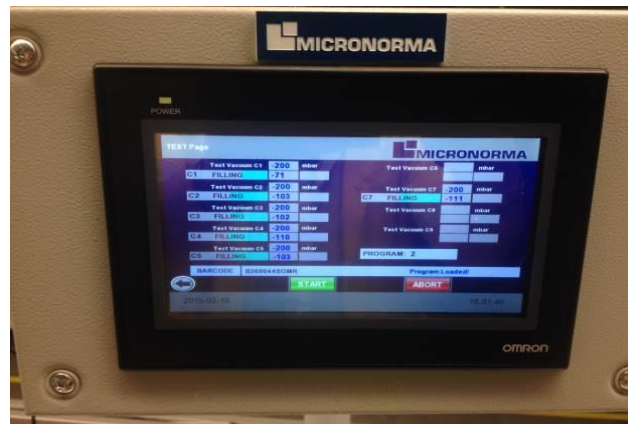 MICRONORMA
POWER
TEST Page
MICRONORMA
Test Vacuum C1 -200 mbar
C1 FILLING -71
Test Vacuum C2 -200 mbar
C2 FILLING -103
Test Vacuum C3 -200 mbar
C3 FILLING -102
Test Vacuum C4 -200 mbar
C4 FILLING -110
Test Vacuum C5 -200 mbar
C5 FILLING -103
Test Vacuum C6 mbar
Test Vacuum C7 -200 mbar
C7 FILLING -111
Test Vacuum C8 mbar
Test Vacuum C9 mbar
PROGRAM: 2
BARCODE Program Loaded!
START ABORT
OMRON